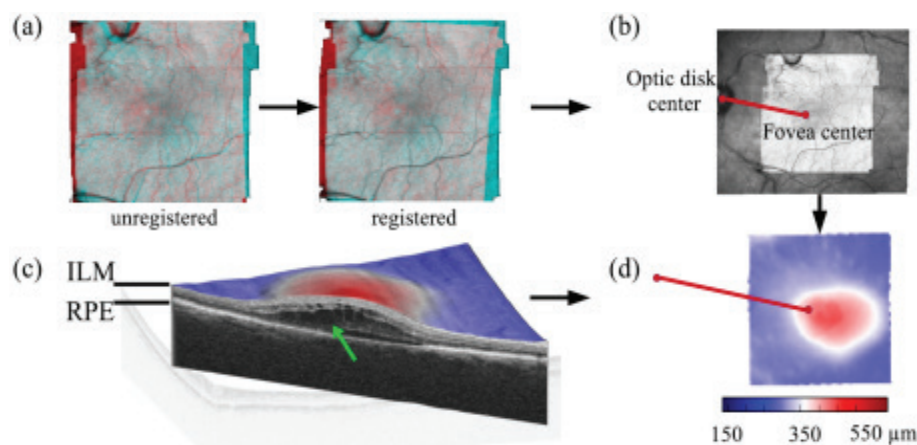 (a)
(b)
Optic disk
center
Fovea center
unregistered
registered
(c)
ILM
RPE
(d)
150 350 550 µm